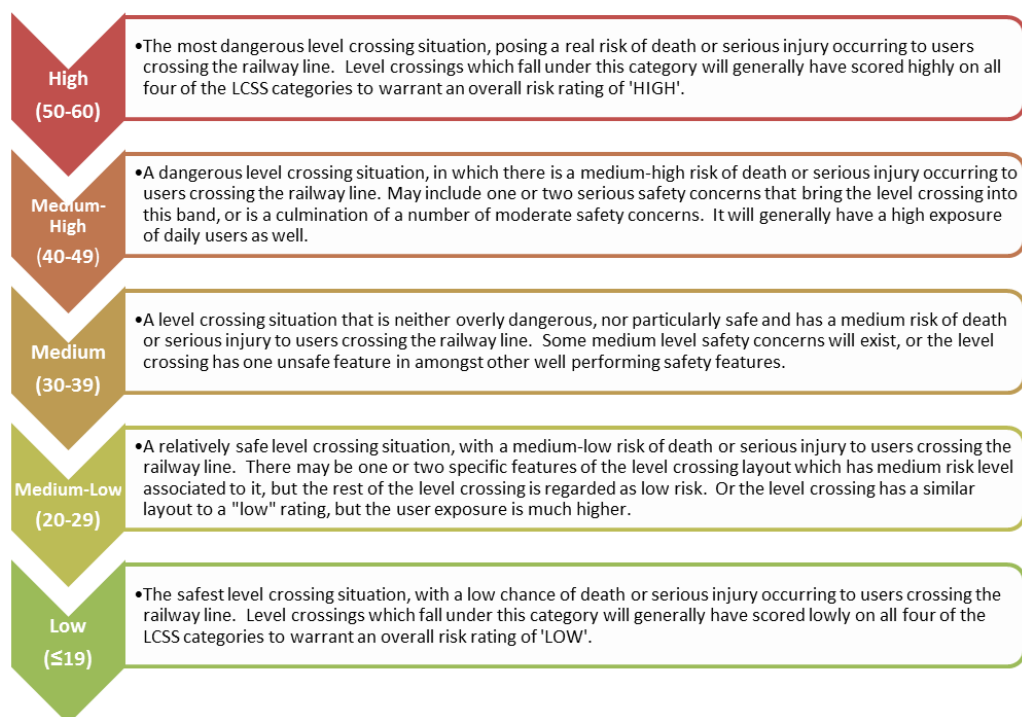 High
(50-60)
•The most dangerous level crossing situation, posing a real risk of death or serious injury occurring to users
crossing the railway line.  Level crossings which fall under this category will generally have scored highly on all
four of the LCSS categories to warrant an overall risk rating of 'HIGH'.
Medium-
High
(40-49)
•A dangerous level crossing situation, in which there is a medium-high risk of death or serious injury occurring to
users crossing the railway line. May include one or two serious safety concerns that bring the level crossing into
this band, or is a culmination of a number of moderate safety concerns.  It will generally have a high exposure
of daily users as well.
Medium
(30-39)
•A level crossing situation that is neither overly dangerous, nor particularly safe and has a medium risk of death
or serious injury to users crossing the railway line.  Some medium level safety concerns will exist, or the level
crossing has one unsafe feature in amongst other well performing safety features.
Medium-Low
(20-29)
•A relatively safe level crossing situation, with a medium-low risk of death or serious injury to users crossing the
railway line.  There may be one or two specific features of the level crossing layout which has medium risk level
associated to it, but the rest of the level crossing is regarded as low risk.  Or the level crossing has a similar
layout to a "low" rating, but the user exposure is much higher.
Low
(≤19)
•The safest level crossing situation, with a low chance of death or serious injury occurring to users crossing the
railway line.  Level crossings which fall under this category will generally have scored lowly on all four of the
LCSS categories to warrant an overall risk rating of 'LOW'.